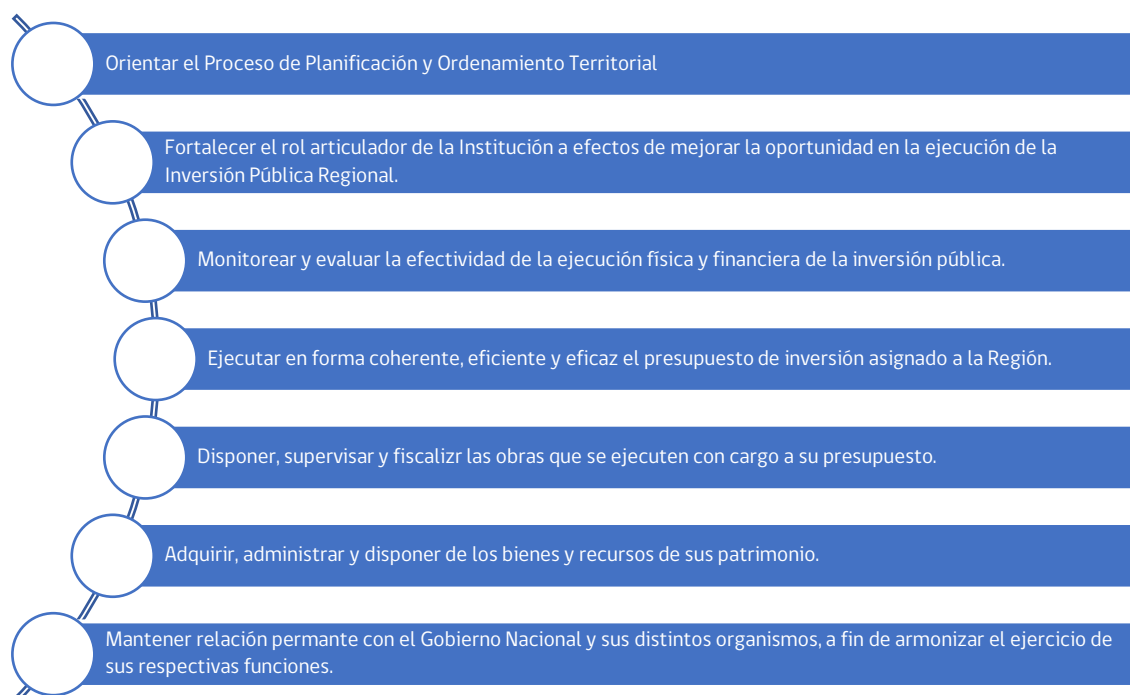 Orientar el Proceso de Planificación y Ordenamiento Territorial
Fortalecer el rol articulador de la Institución a efectos de mejorar la oportunidad en la ejecución de la
Inversión Pública Regional.
Monitorear y evaluar la efectividad de la ejecución física y financiera de la inversión pública.
Ejecutar en forma coherente, eficiente y eficaz el presupuesto de inversión asignado a la Región.
Disponer, supervisar y fiscalizr las obras que se ejecuten con cargo a su presupuesto.
Adquirir, administrar y disponer de los bienes y recursos de sus patrimonio.
Mantener relación permante con el Gobierno Nacional y sus distintos organismos, a fin de armonizar el ejercicio de
sus respectivas funciones.